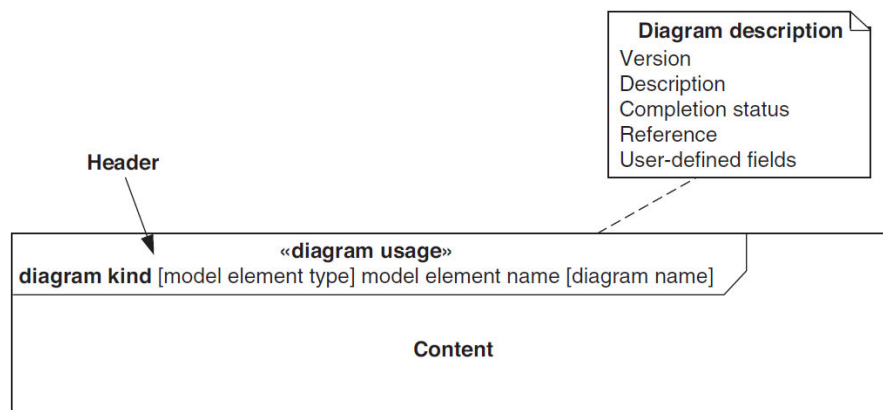 Diagram description
Version
Description
Completion status
Reference
User-defined fields
Header
«diagram usage»
diagram kind [model element type] model element name [diagram name]
Content